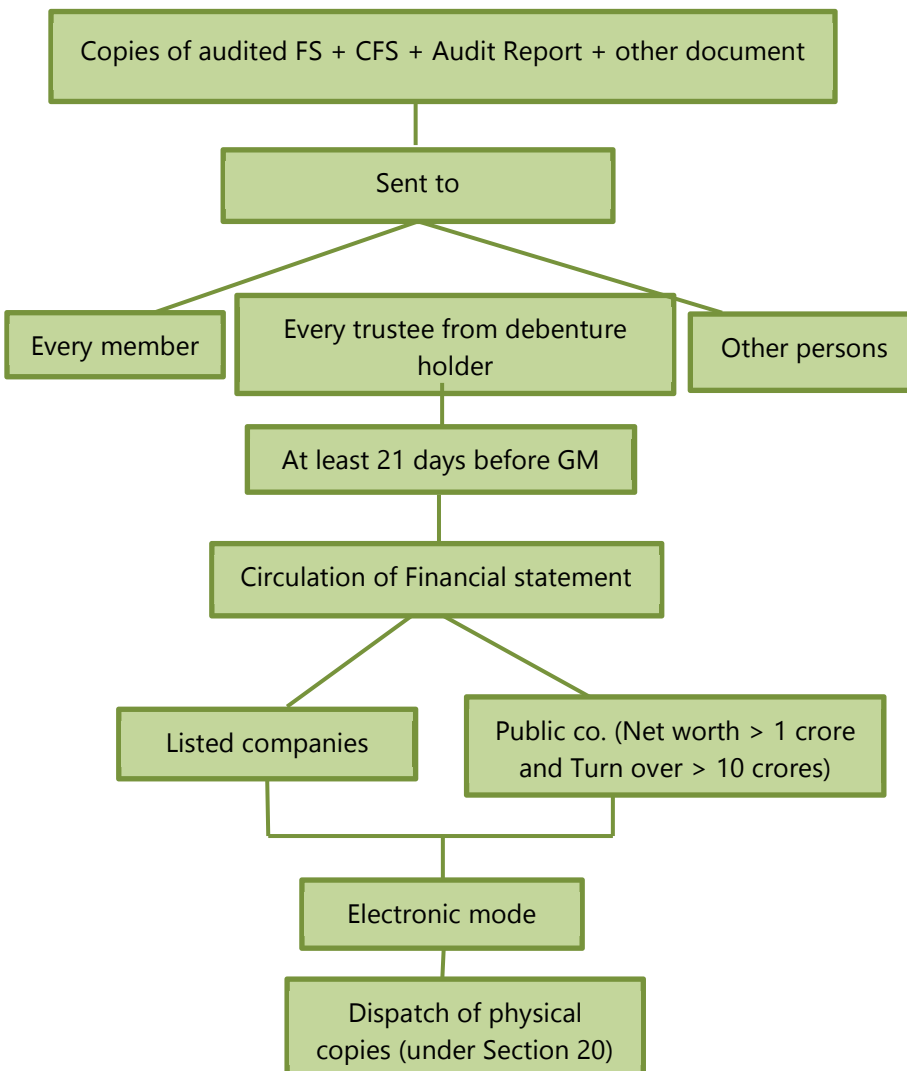 Copies of audited FS + CFS + Audit Report + other document
Sent to
Every member
Every trustee from debenture
holder
Other persons
At least 21 days before GM
Circulation of Financial statement
Listed companies
Public co. (Net worth > 1 crore
and Turn over > 10 crores)
Electronic mode
Dispatch of physical
copies (under Section 20)